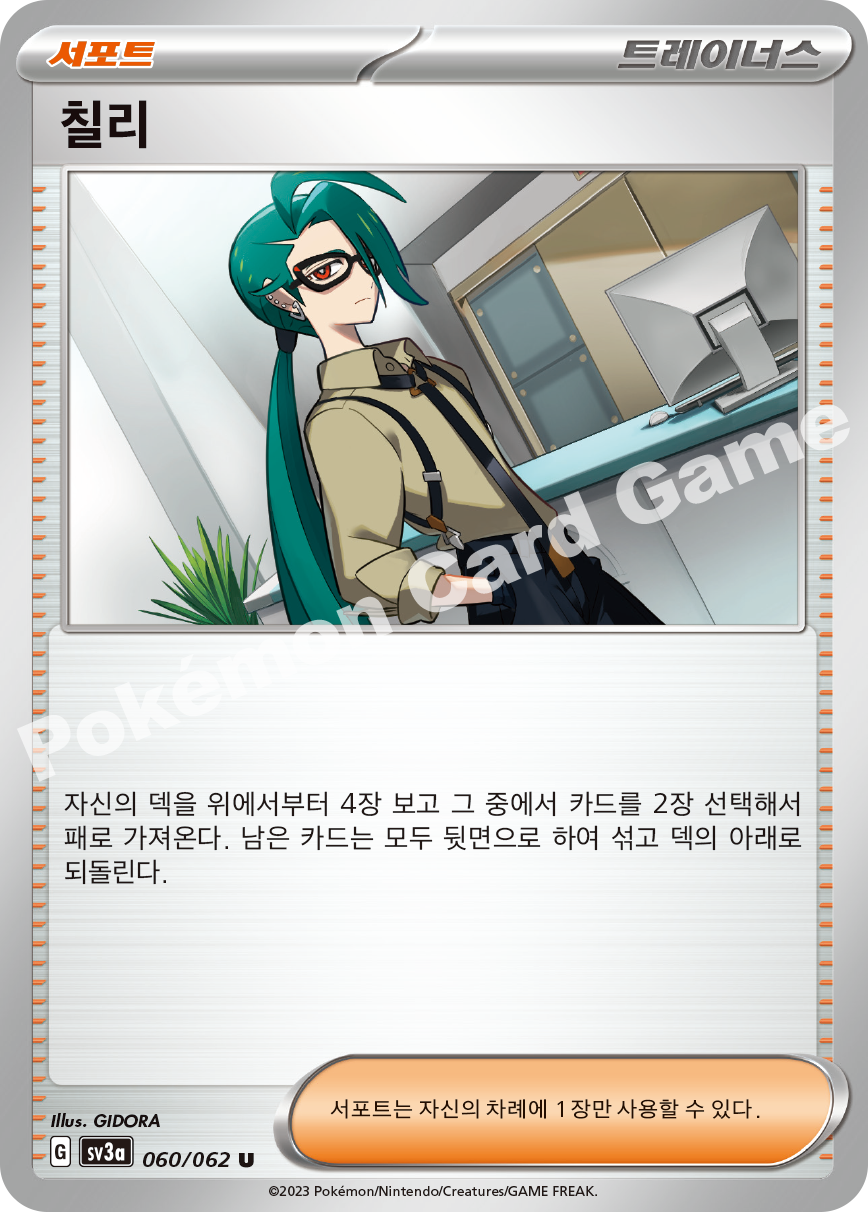 서포트 트레이너스
칠리
Pokémon Card Game
자신의 덱을 위에서부터 4장 보고 그 중에서 카드를 2장 선택해서
패로 가져온다. 남은 카드는 모두 뒷면으로 하여 섞고 덱의 아래로
되돌린다.
서포트는 자신의 차례에 1장만 사용할 수 있다.
Illus. GIDORA
G SV3a 060/062 U
©2023 Pokémon/Nintendo/Creatures/GAME FREAK.